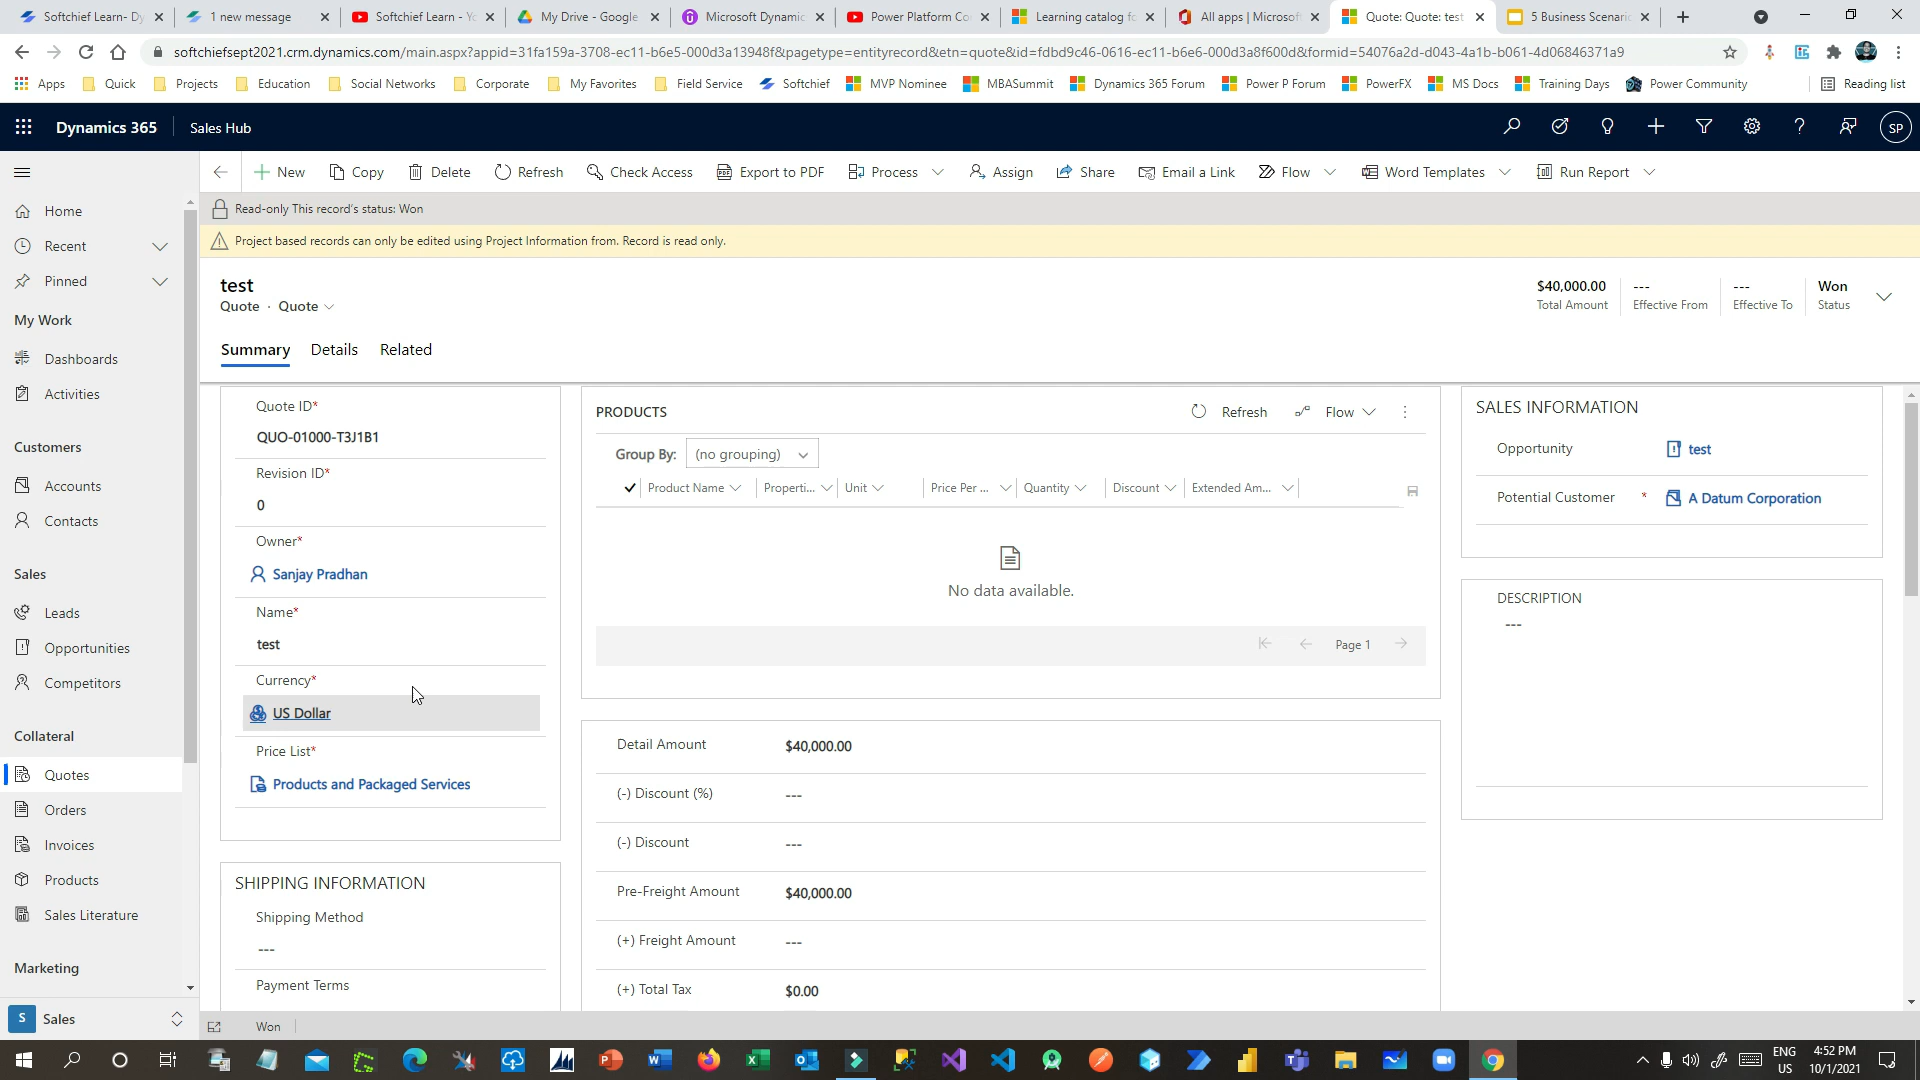 Softchief Learn- Dy
1 new message
Softchief Learn - Yo
My Drive - Google
Microsoft Dynamic
Power Platform Co
Learning catalog fo
All apps | Microsof
Quote: Quote: test
5 Business Scenaric
softchiefsept2021.crm.dynamics.com/main.aspx?appid=31fa159a-3708-ec11-b6e5-000d3a13948f&pagetype=entityrecord&etn=quote&id=fdbd9c46-0616-ec11-b6e6-000d3a8f600d&formid=54076a2d-d043-4a1b-b061-4d06846371a9
Apps
Quick
Projects
Education
Social Networks
My Favorites
Corporate
Field Service
Softchief
MVP Nominee
MBASummit
Dynamics 365 Forum
Power P Forum
PowerFX
MS Docs
Training Days
Power Community
Reading list
Dynamics 365
Sales Hub
SP
New
Copy
Delete
Refresh
Check Access
Export to PDF
Process
Assign
Share
Email a Link
Flow
Word Templates
Run Report
Read-only This record's status: Won
Project based records can only be edited using Project Information from. Record is read only.
Home
Recent
Pinned
My Work
Dashboards
Activities
Customers
Accounts
Contacts
Sales
Leads
Opportunities
Competitors
Collateral
Quotes
Orders
Invoices
Products
Sales Literature
Marketing
S Sales
test
Quote · Quote
$40,000.00
Total Amount
---
Effective From
---
Effective To
Won
Status
Summary
Details
Related
Quote ID*
QUO-01000-T3J1B1
Revision ID*
0
Owner*
Sanjay Pradhan
Name*
test
Currency*
US Dollar
Price List*
Products and Packaged Services
SHIPPING INFORMATION
Shipping Method
---
Payment Terms
PRODUCTS
Refresh
Flow
Group By: (no grouping)
Product Name
Properti...
Unit
Price Per ...
Quantity
Discount
Extended Am...
No data available.
Page 1
Detail Amount $40,000.00
(-) Discount (%) ---
(-) Discount ---
Pre-Freight Amount $40,000.00
(+) Freight Amount ---
(+) Total Tax $0.00
SALES INFORMATION
Opportunity test
Potential Customer * A Datum Corporation
DESCRIPTION
---
Won
ENG
US
4:52 PM
10/1/2021